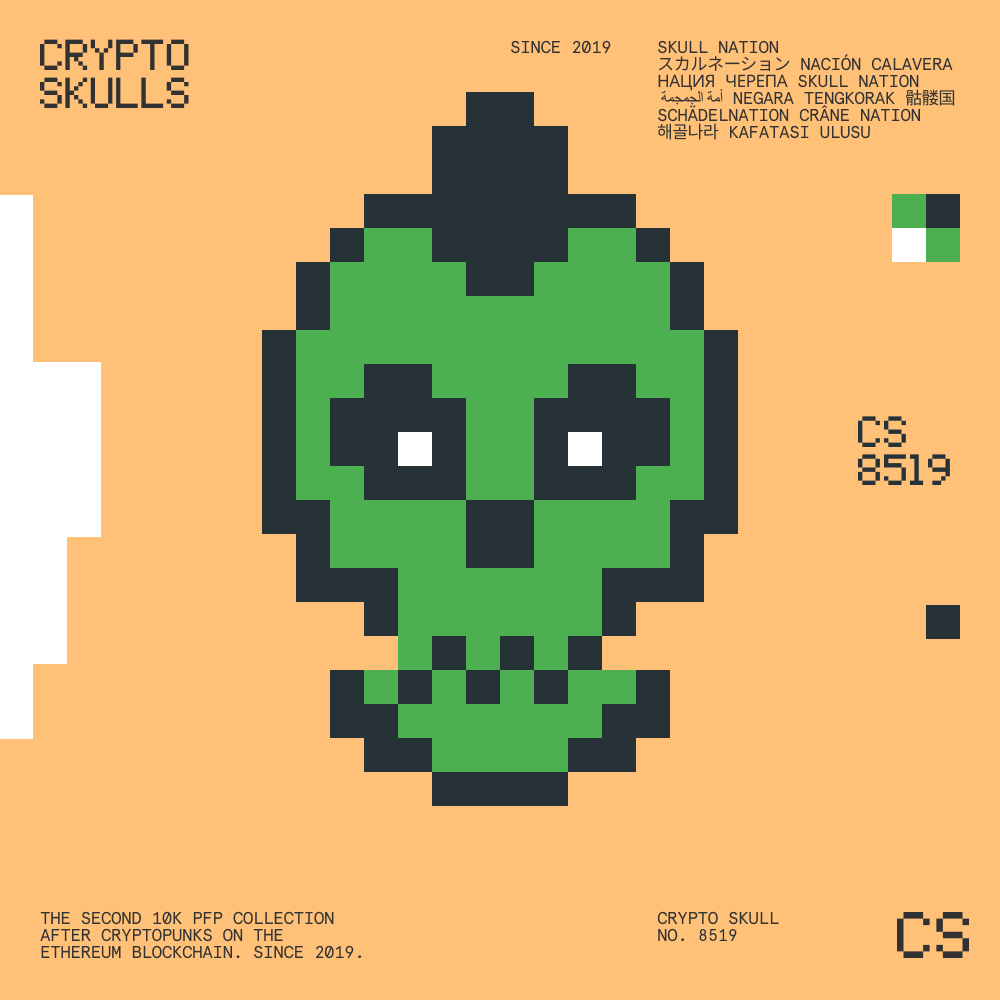 CRYPTO
SKULLS
SINCE 2019
SKULL NATION
スカルネーション NACIÓN CALAVERA
НАЦИЯ ЧЕРЕПА SKULL NATION
أمة الجمجمة NEGARA TENGKORAK 骷髅国
SCHÄDELNATION CRÂNE NATION
해골나라 KAFATASI ULUSU
CS
8519
THE SECOND 10K PFP COLLECTION
AFTER CRYPTOPUNKS ON THE
ETHEREUM BLOCKCHAIN. SINCE 2019.
CRYPTO SKULL
NO. 8519
CS